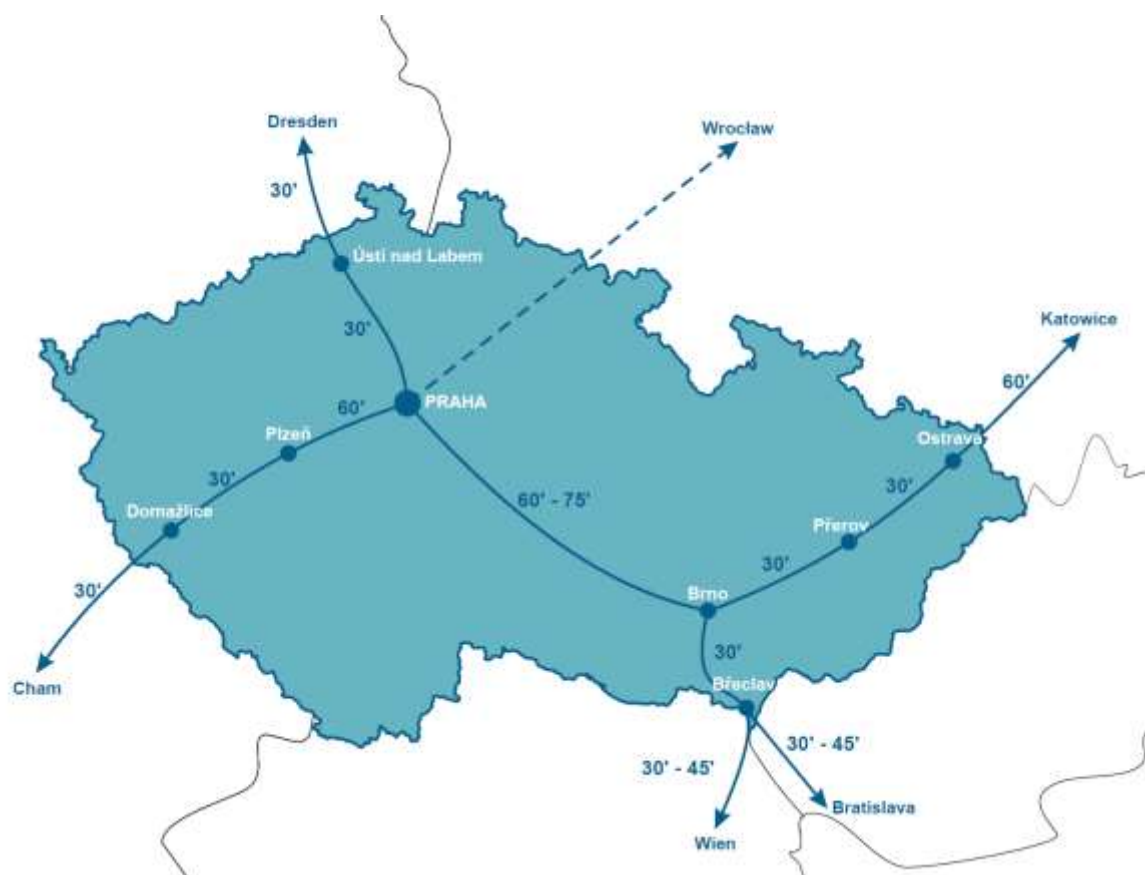 Dresden
Wrocław
30'
Ústí nad Labem
Katowice
30'
60'
PRAHA
60'
Plzeň
Ostrava
30'
30'
60' - 75'
Domažlice
Přerov
30'
30'
Brno
30'
Cham
Břeclav
30' - 45'
30' - 45'
Bratislava
Wien